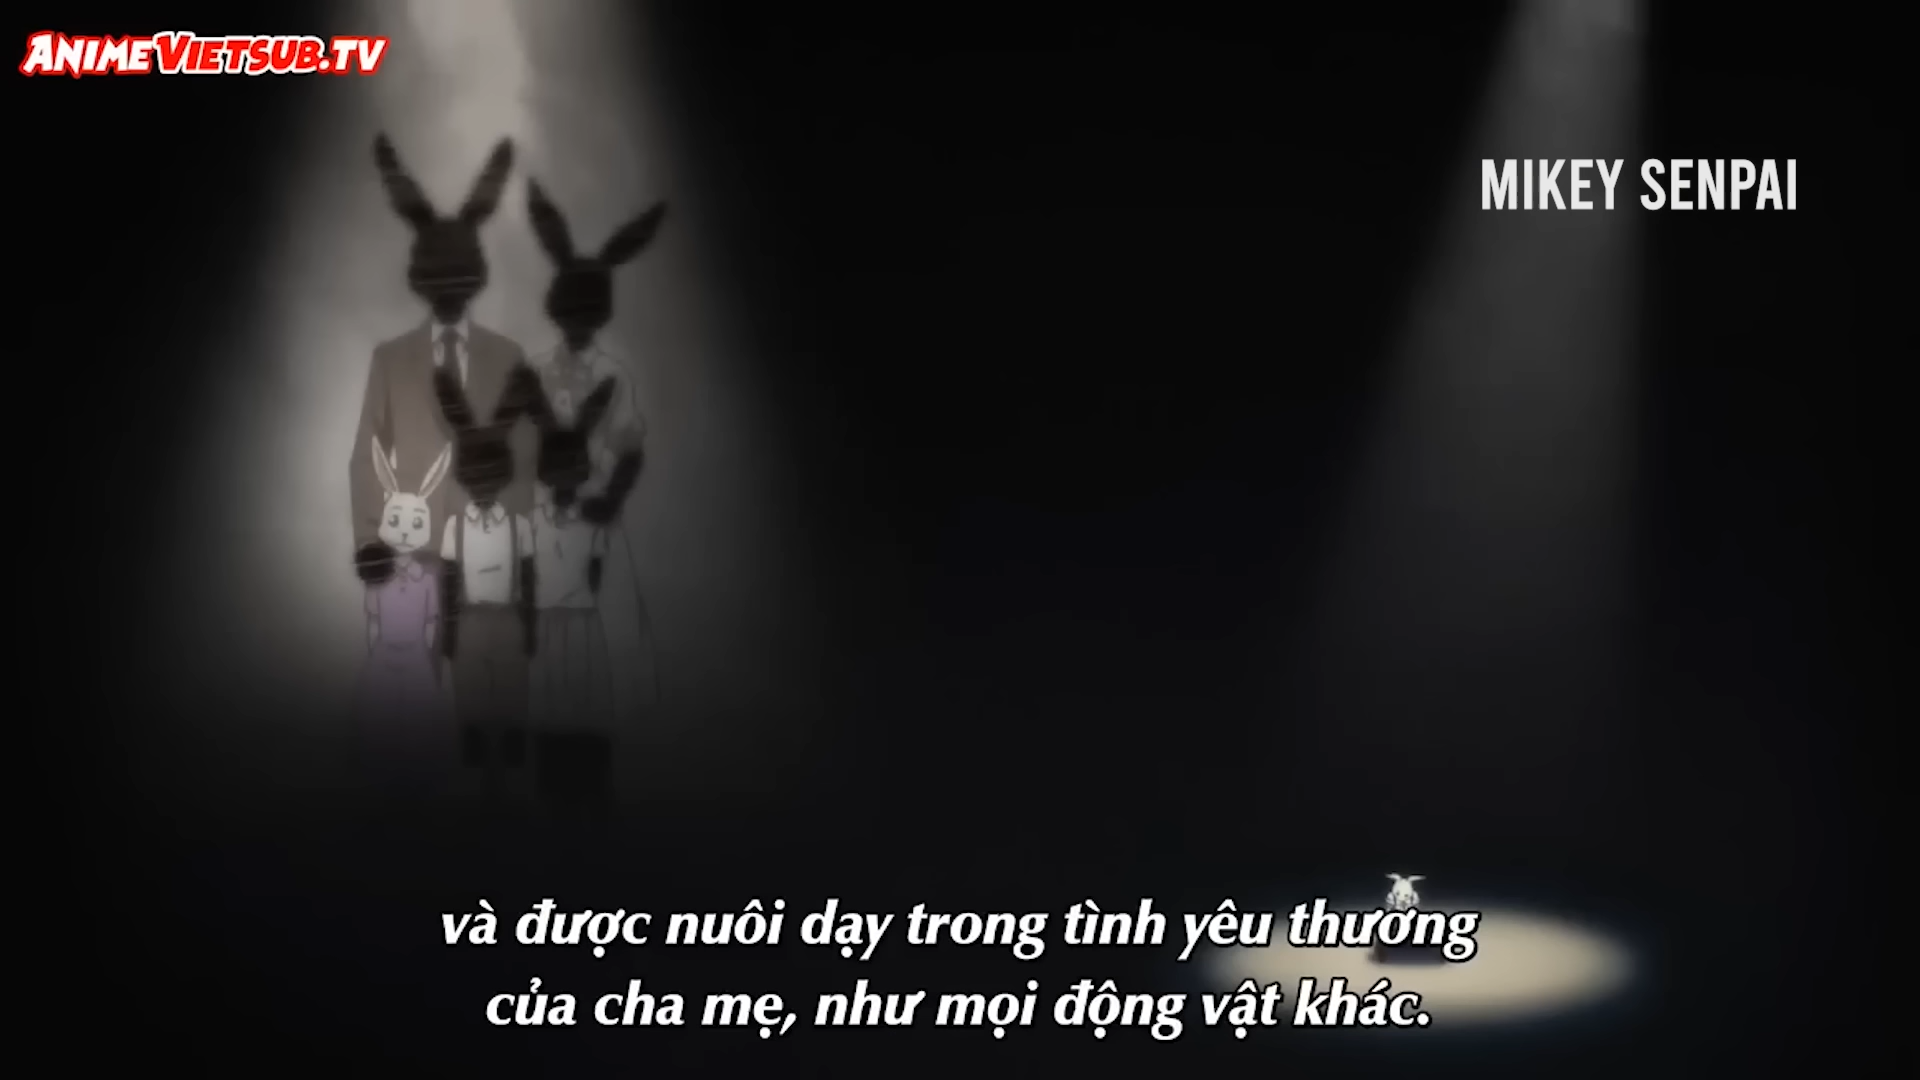 ANIMEVIETSUB.TV
MIKEY SENPAI
và được nuôi dạy trong tình yêu thương
của cha mẹ, như mọi động vật khác.